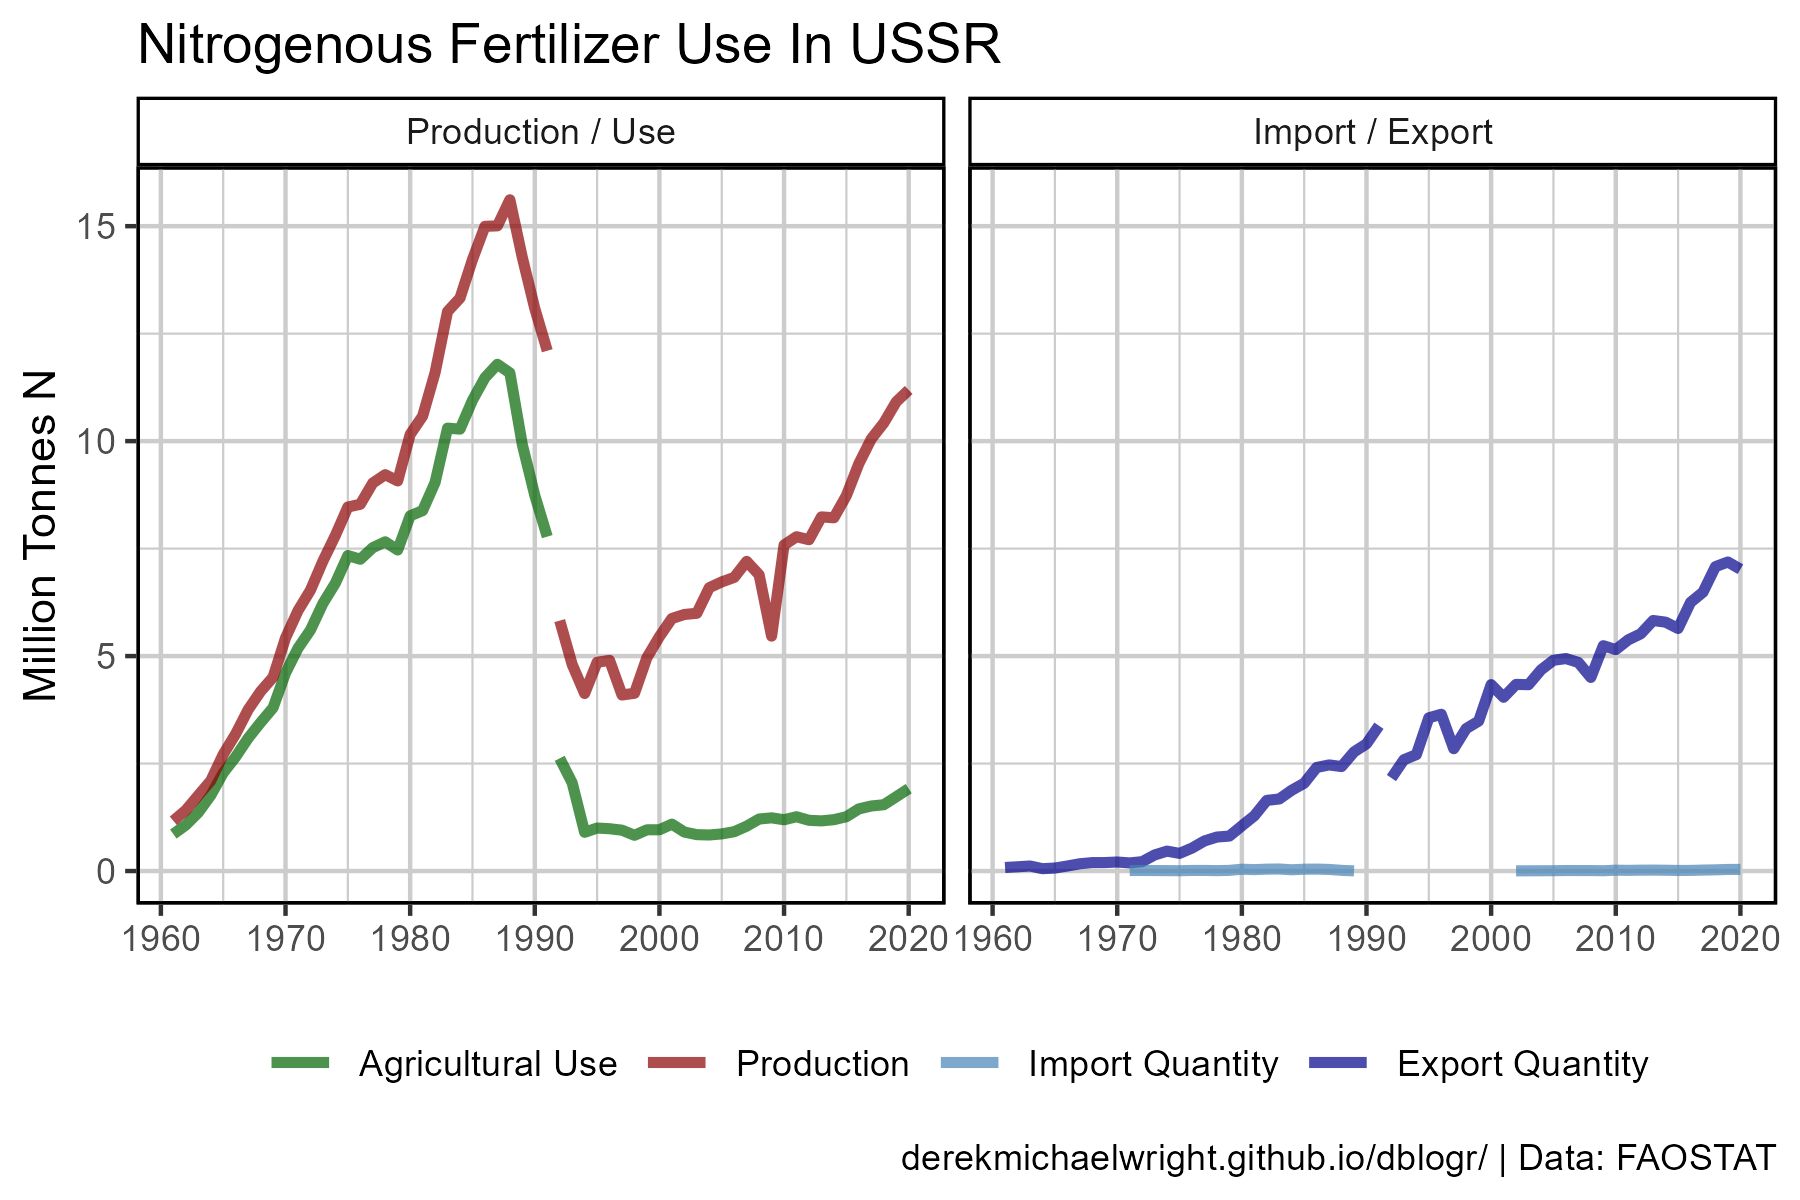 Nitrogenous Fertilizer Use In USSR
Production / Use
Import / Export
Million Tonnes N
15
10
5
0
1960 1970 1980 1990 2000 2010 2020
1960 1970 1980 1990 2000 2010 2020
Agricultural Use Production Import Quantity Export Quantity
derekmichaelwright.github.io/dblogr/ | Data: FAOSTAT